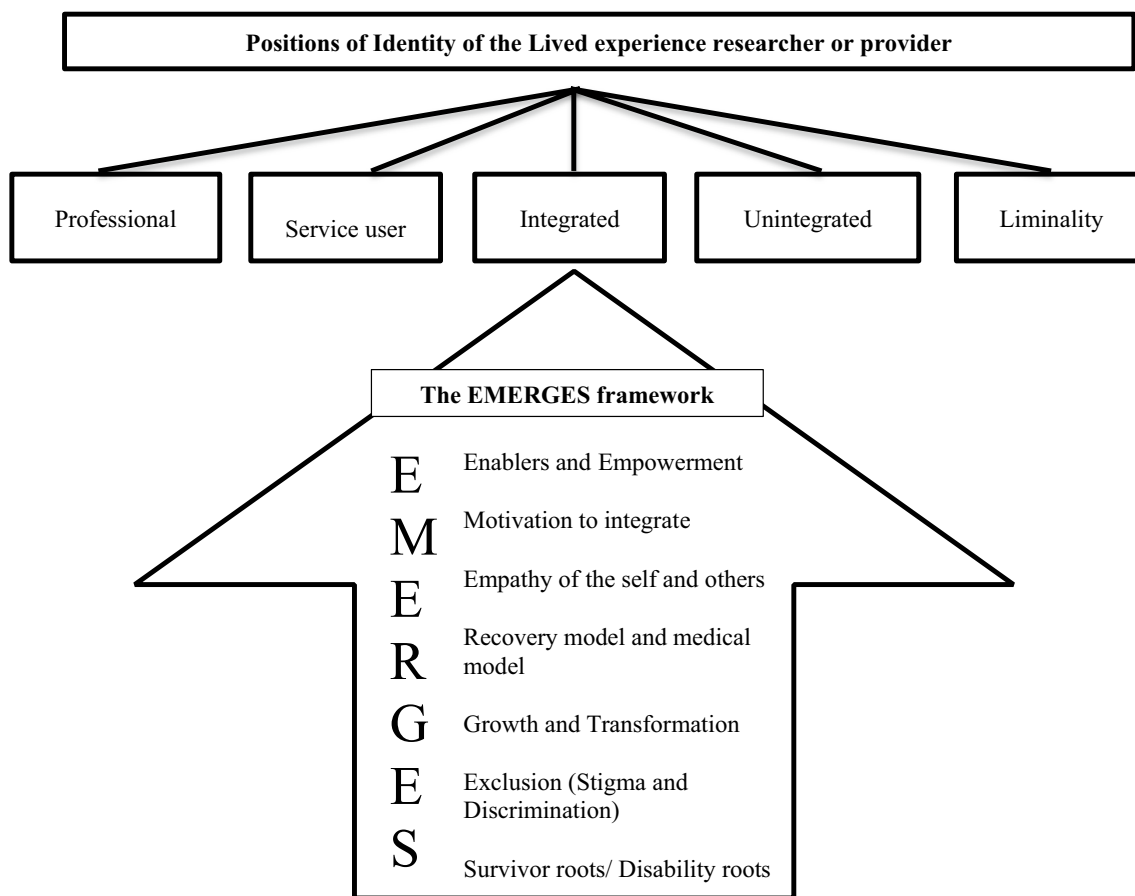 Positions of Identity of the Lived experience researcher or provider
Professional
Service user
Integrated
Unintegrated
Liminality
The EMERGES framework
E Enablers and Empowerment
M Motivation to integrate
E Empathy of the self and others
R Recovery model and medical
model
G Growth and Transformation
E Exclusion (Stigma and
Discrimination)
S Survivor roots/ Disability roots